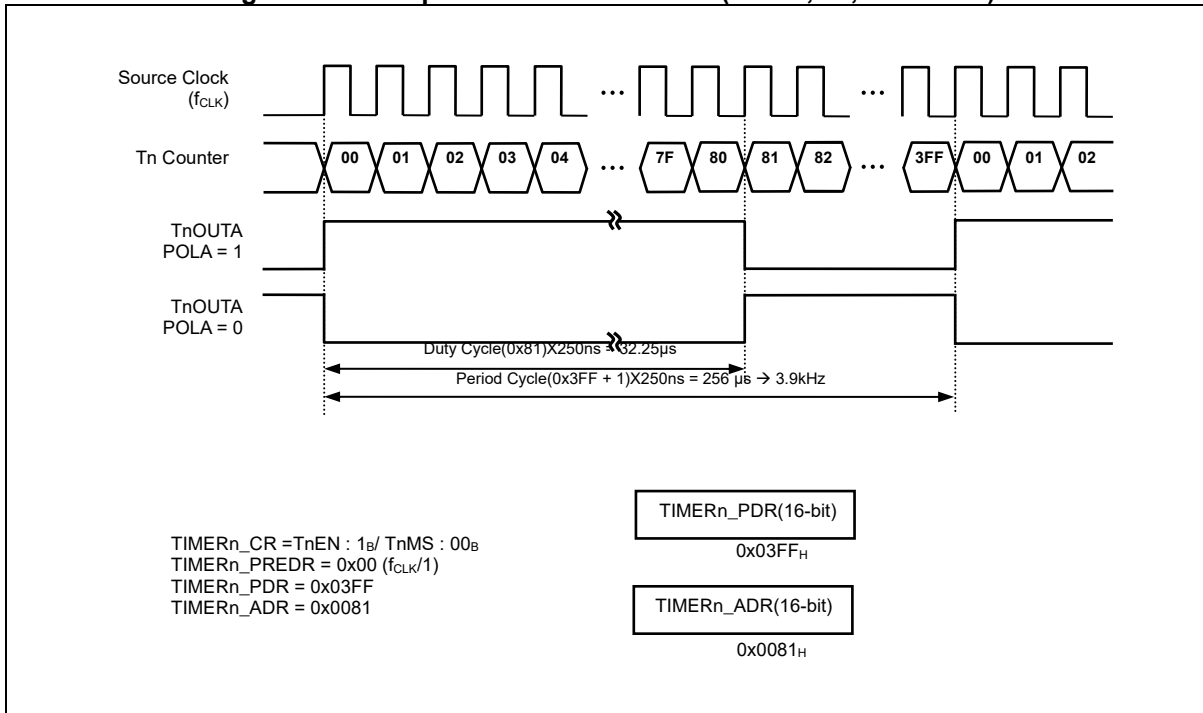 Source Clock
(fCLK)
... ...
Tn Counter 00 01 02 03 04 ... 7F 80 81 82 ... 3FF 00 01 02
TnOUTA
POLA = 1
TnOUTA
POLA = 0
Duty Cycle(0x81)X250ns = 32.25µs
Period Cycle(0x3FF + 1)X250ns = 256 µs → 3.9kHz
TIMERn_PDR(16-bit)
0x03FFH
TIMERn_CR =TnEN : 1B/ TnMS : 00B
TIMERn_PREDR = 0x00 (fCLK/1)
TIMERn_PDR = 0x03FF
TIMERn_ADR = 0x0081
TIMERn_ADR(16-bit)
0x0081H